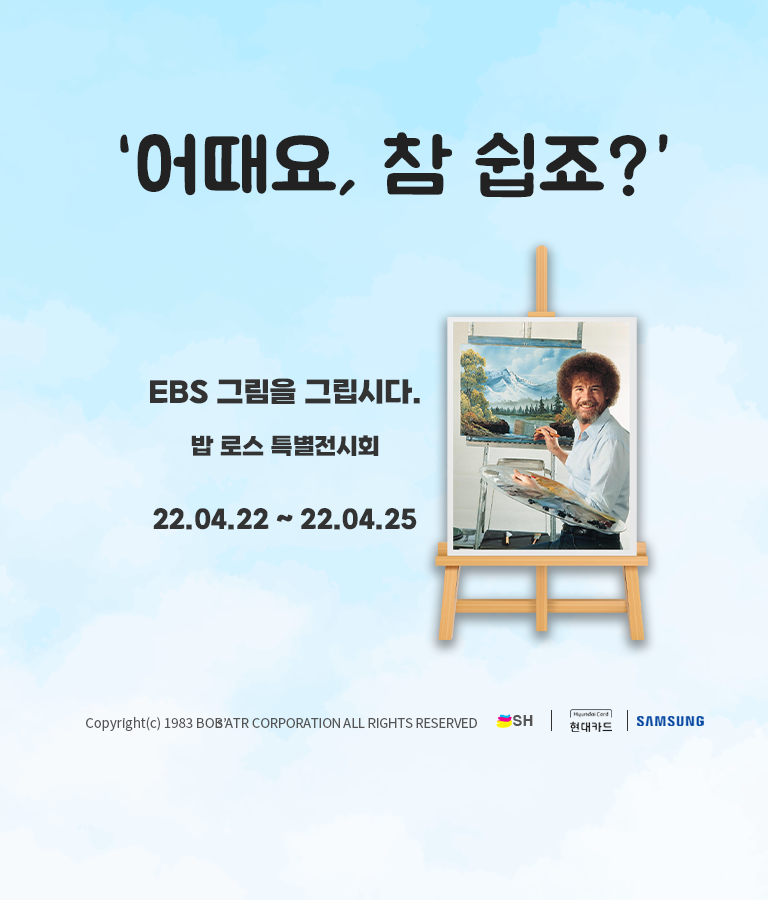 ‘어때요, 참 쉽죠?’
EBS 그림을 그립시다.
밥 로스 특별전시회
22.04.22 ~ 22.04.25
Copyright(c) 1983 BOB’ATR CORPORATION ALL RIGHTS RESERVED
SH
Hyundai Card
현대카드
SAMSUNG